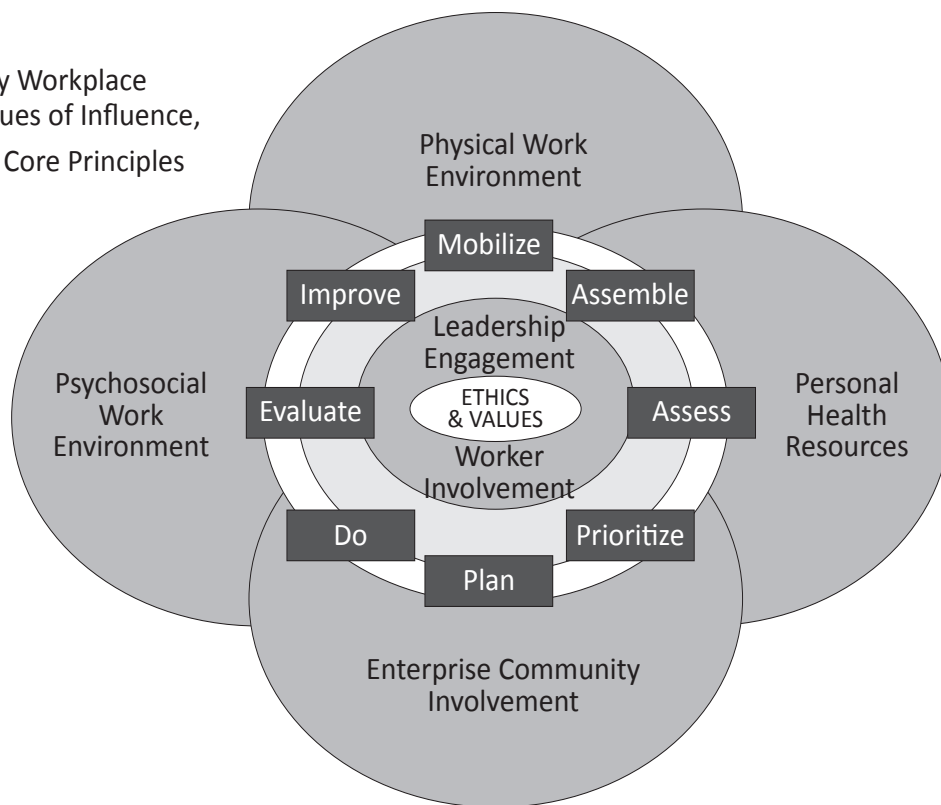 y Workplace
ues of Influence,
Core Principles
Physical Work
Environment
Mobilize
Improve
Assemble
Leadership
Engagement
Psychosocial
Work
Environment
Evaluate
ETHICS
& VALUES
Assess
Personal
Health
Resources
Worker
Involvement
Do
Prioritize
Plan
Enterprise Community
Involvement